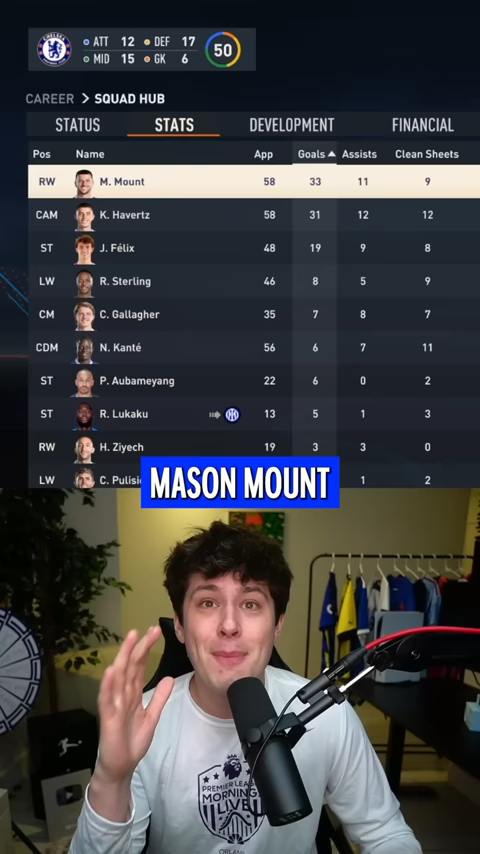 ATT 12 DEF 17
MID 15 GK 6
50
CAREER > SQUAD HUB
STATUS STATS DEVELOPMENT FINANCIAL
Pos Name App Goals Assists Clean Sheets
RW M. Mount 58 33 11 9
CAM K. Havertz 58 31 12 12
ST J. Félix 48 19 9 8
LW R. Sterling 46 8 5 9
CM C. Gallagher 35 7 8 7
CDM N. Kanté 56 6 7 11
ST P. Aubameyang 22 6 0 2
ST R. Lukaku 13 5 1 3
RW H. Ziyech 19 3 3 0
LW C. Pulisi 1 2
MASON MOUNT
PREMIER LEAGUE
MORNINGS
LIVE
ORLANDO